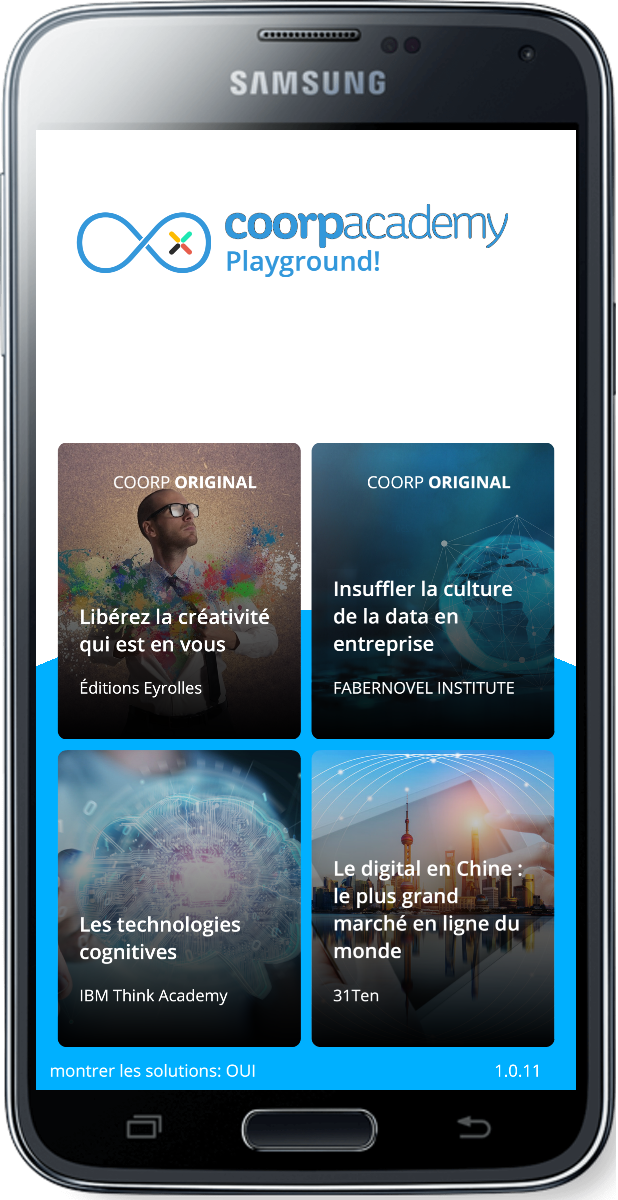 SAMSUNG
coorpacademy
Playground!
COORP ORIGINAL
Libérez la créativité
qui est en vous
Éditions Eyrolles
COORP ORIGINAL
Insuffler la culture
de la data en
entreprise
FABERNOVEL INSTITUTE
Les technologies
cognitives
IBM Think Academy
Le digital en Chine :
le plus grand
marché en ligne du
monde
31Ten
montrer les solutions: OUI
1.0.11